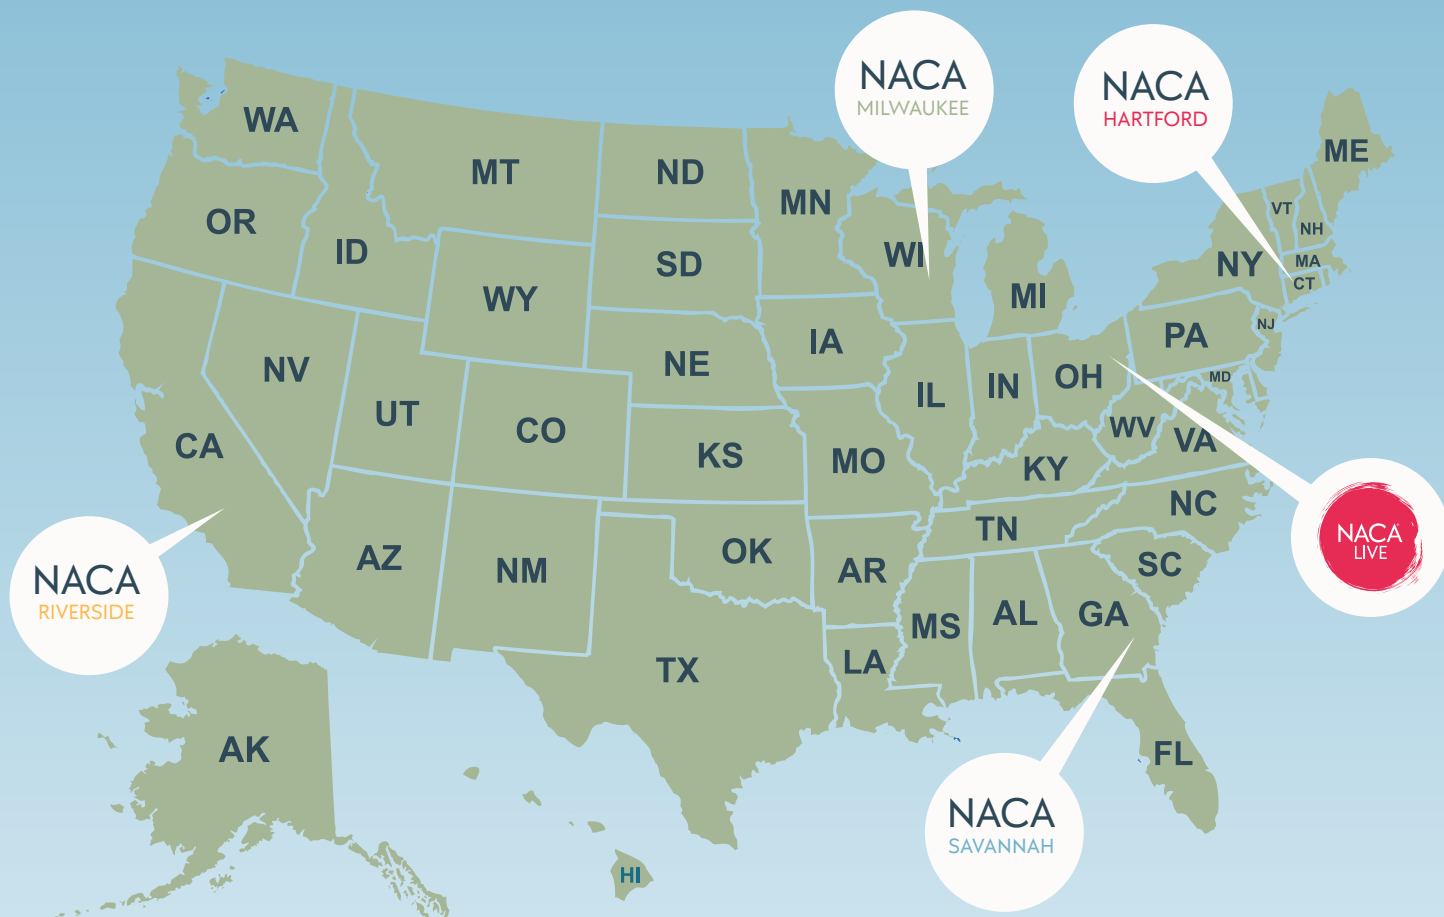 NACA
MILWAUKEE
NACA
HARTFORD
WA
MT
ND
MN
ME
OR
ID
SD
WI
VT
NH
NY
MA
CT
WY
MI
NV
NE
IA
PA
NJ
UT
CO
IL
IN
OH
MD
CA
KS
MO
KY
WV
VA
AZ
NM
OK
AR
TN
NC
NACA
LIVE
NACA
RIVERSIDE
SC
MS
AL
GA
TX
LA
AK
FL
NACA
SAVANNAH
HI